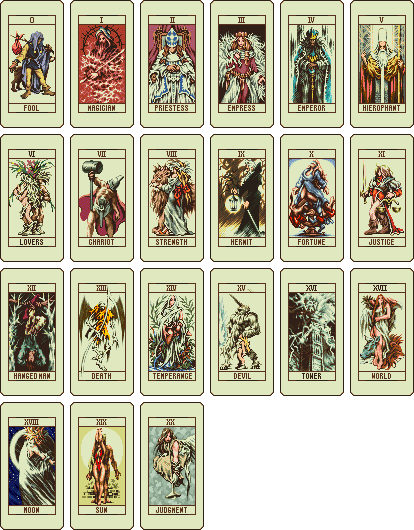 0
FOOL
I
MAGICIAN
II
PRIESTESS
III
EMPRESS
IV
EMPEROR
V
HIEROPHANT
VI
LOVERS
VII
CHARIOT
VIII
STRENGTH
IX
HERMIT
X
FORTUNE
XI
JUSTICE
XII
HANGED MAN
XIII
DEATH
XIV
TEMPERANCE
XV
DEVIL
XVI
TOWER
XVII
WORLD
XVIII
MOON
XIX
SUN
XX
JUDGMENT